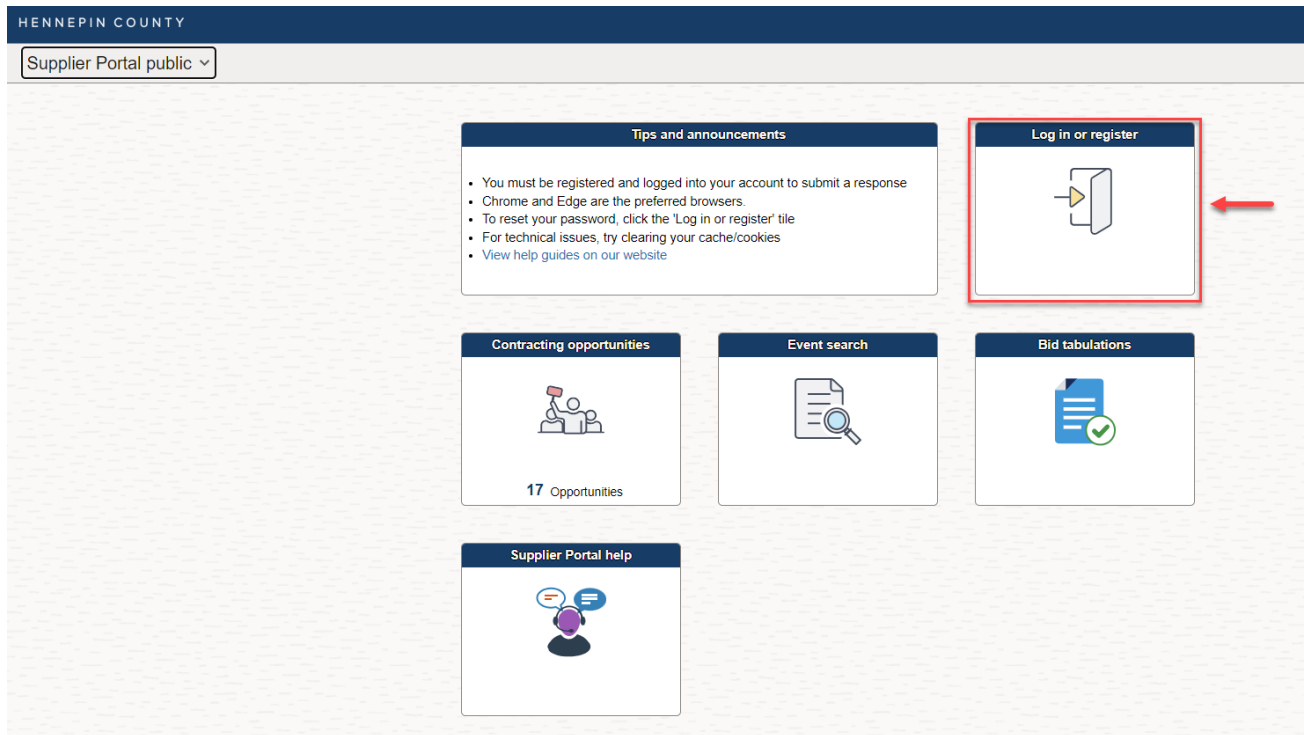 HENNEPIN COUNTY
Supplier Portal public
Tips and announcements
You must be registered and logged into your account to submit a response
Chrome and Edge are the preferred browsers.
To reset your password, click the 'Log in or register' tile
For technical issues, try clearing your cache/cookies
View help guides on our website
Log in or register
Contracting opportunities
17 Opportunities
Event search
Bid tabulations
Supplier Portal help